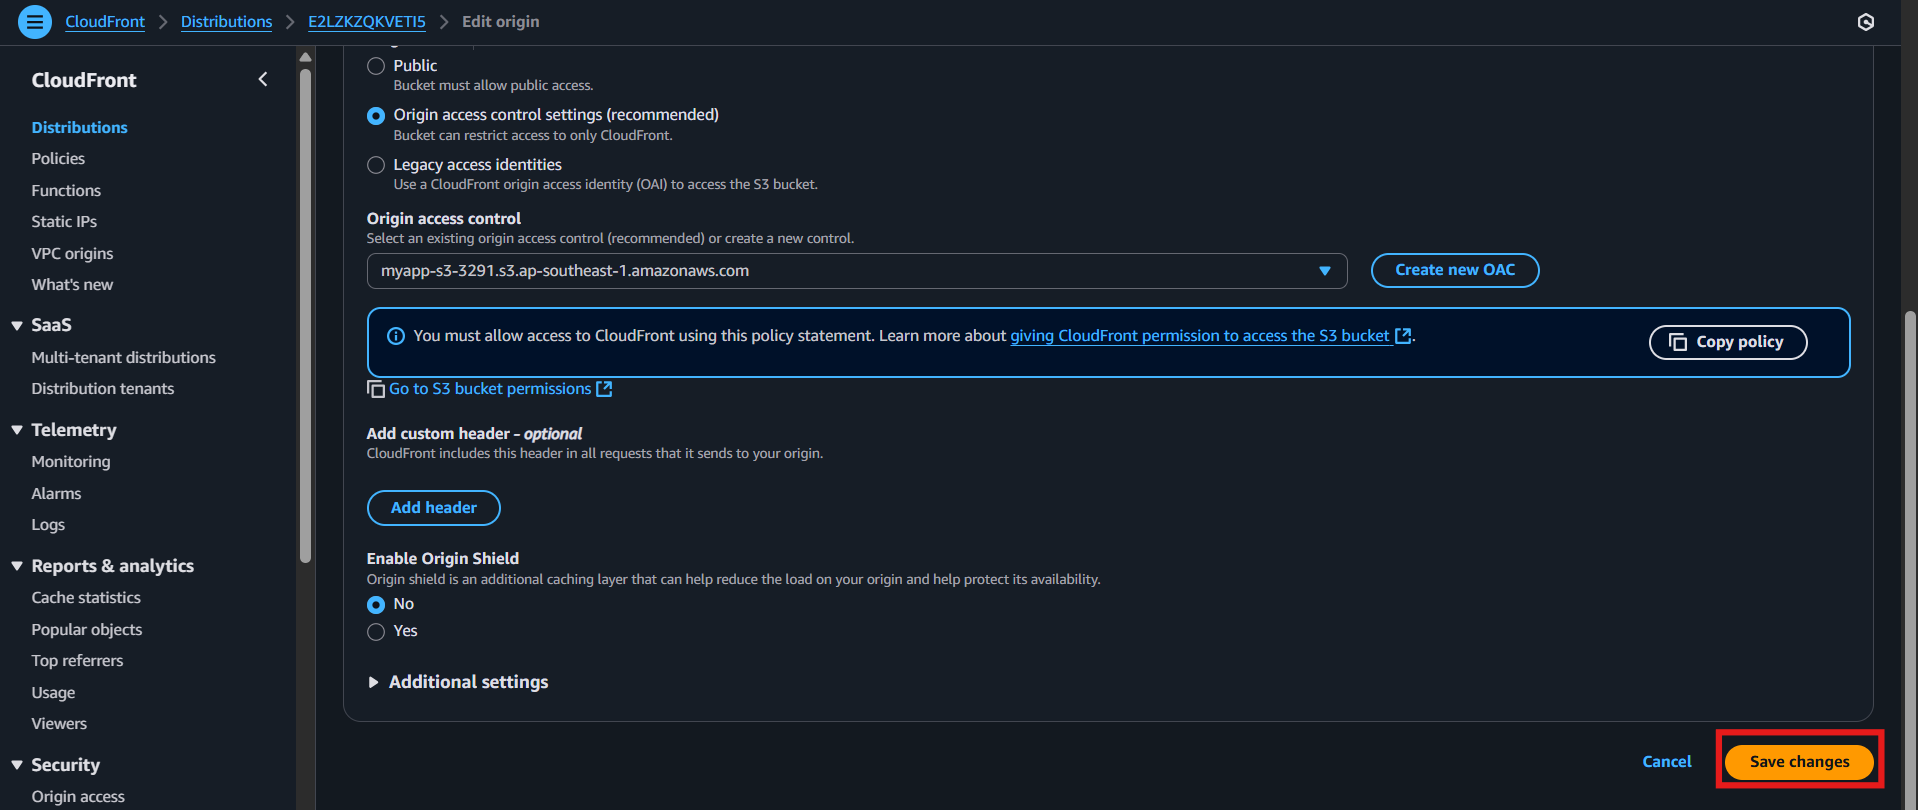 CloudFront > Distributions > E2LZKZQKVETI5 > Edit origin
CloudFront
Distributions
Policies
Functions
Static IPs
VPC origins
What's new
SaaS
Multi-tenant distributions
Distribution tenants
Telemetry
Monitoring
Alarms
Logs
Reports & analytics
Cache statistics
Popular objects
Top referrers
Usage
Viewers
Security
Origin access
Public
Bucket must allow public access.
Origin access control settings (recommended)
Bucket can restrict access to only CloudFront.
Legacy access identities
Use a CloudFront origin access identity (OAI) to access the S3 bucket.
Origin access control
Select an existing origin access control (recommended) or create a new control.
myapp-s3-3291.s3.ap-southeast-1.amazonaws.com
Create new OAC
You must allow access to CloudFront using this policy statement. Learn more about giving CloudFront permission to access the S3 bucket.
Copy policy
Go to S3 bucket permissions
Add custom header – optional
CloudFront includes this header in all requests that it sends to your origin.
Add header
Enable Origin Shield
Origin shield is an additional caching layer that can help reduce the load on your origin and help protect its availability.
No
Yes
Additional settings
Cancel
Save changes